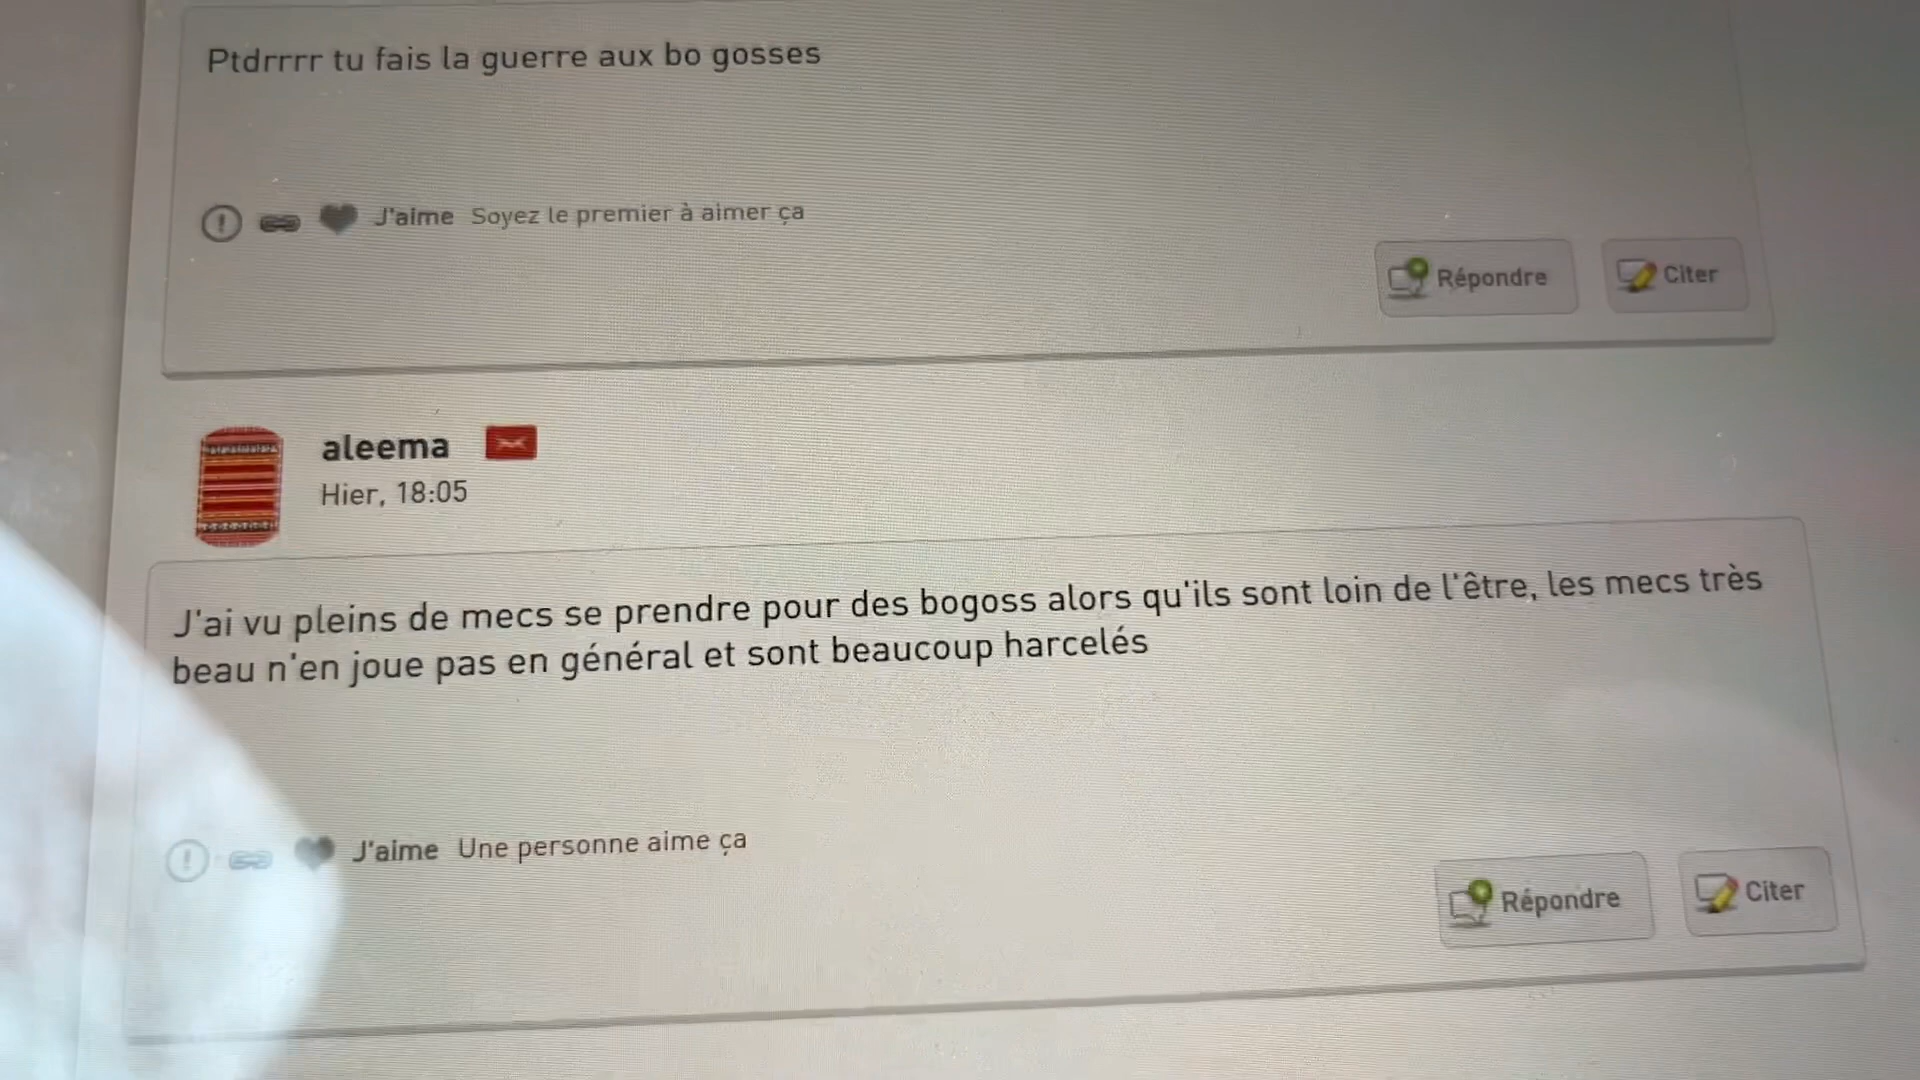 Ptdrrrr tu fais la guerre aux bo gosses
J'aime Soyez le premier à aimer ça
Répondre Citer
aleema
Hier, 18:05
J'ai vu pleins de mecs se prendre pour des bogoss alors qu'ils sont loin de l'être, les mecs très
beau n'en joue pas en général et sont beaucoup harcelés
J'aime Une personne aime ça
Répondre Citer